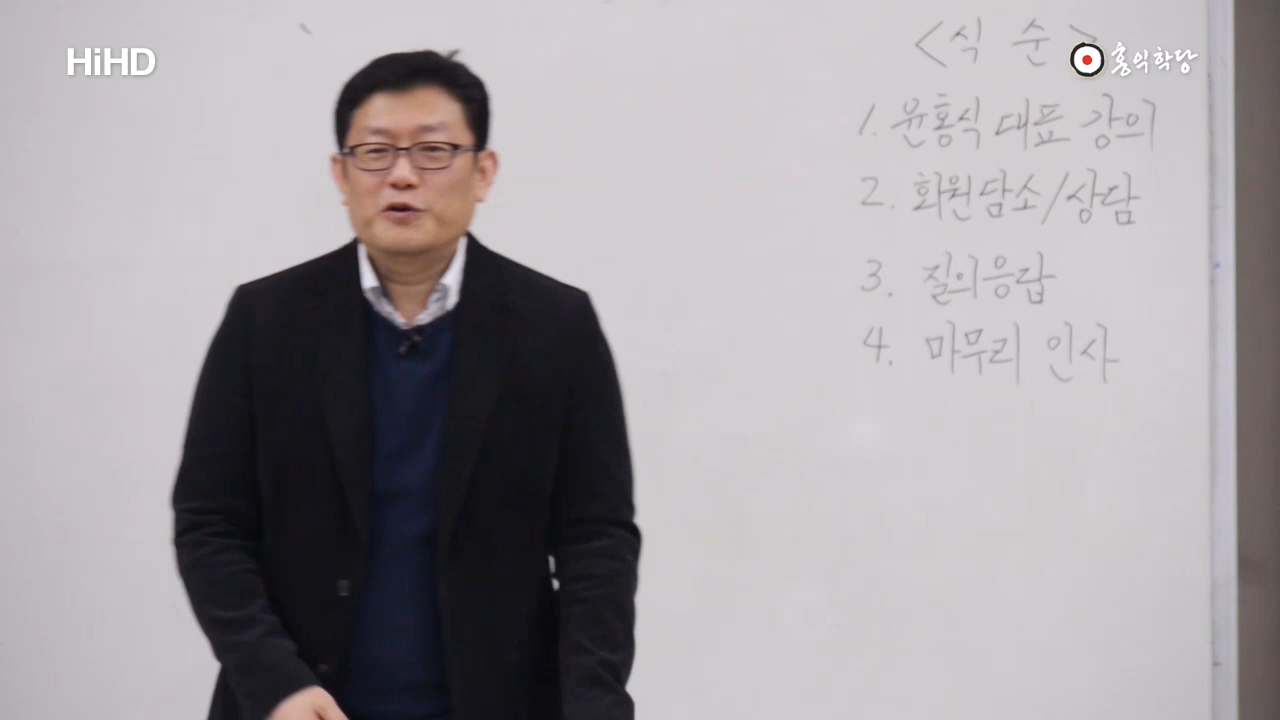 HiHD
홍익학당
<식 순>
1. 윤홍식 대표 강의
2. 회원담소/상담
3. 질의응답
4. 마무리 인사